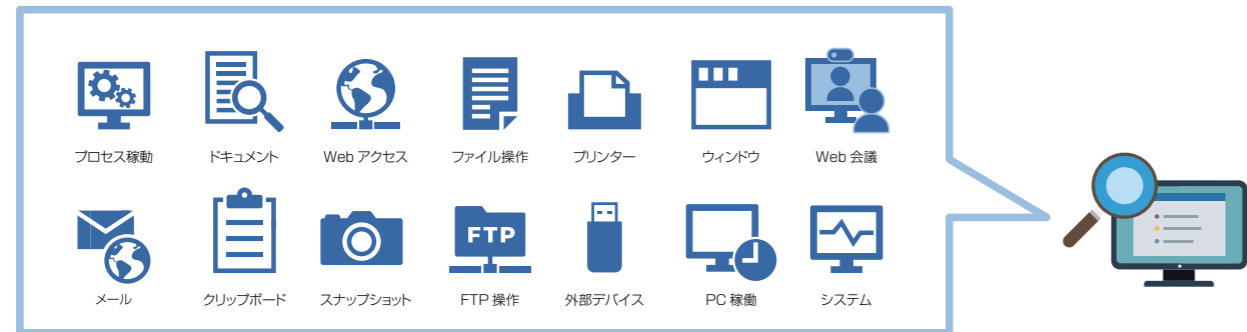 プロセス稼動
ドキュメント
Web アクセス
ファイル操作
プリンター
ウィンドウ
Web 会議
FTP
メール
クリップボード
スナップショット
FTP 操作
外部デバイス
PC 稼働
システム